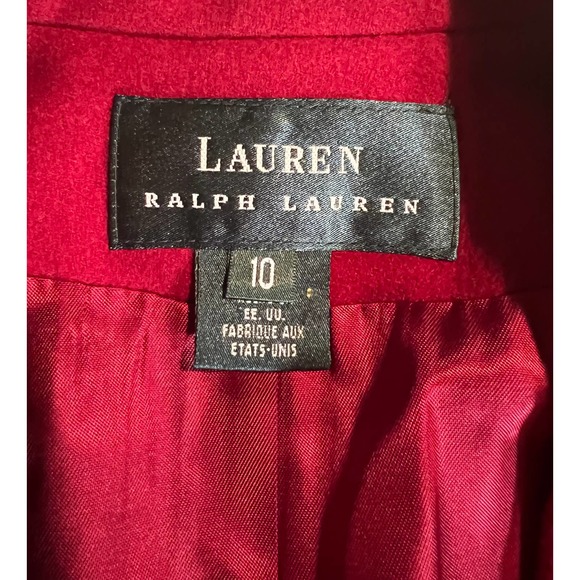 LAUREN
RALPH LAUREN
10
EE. UU.
FABRIQUE AUX
ETATS-UNIS